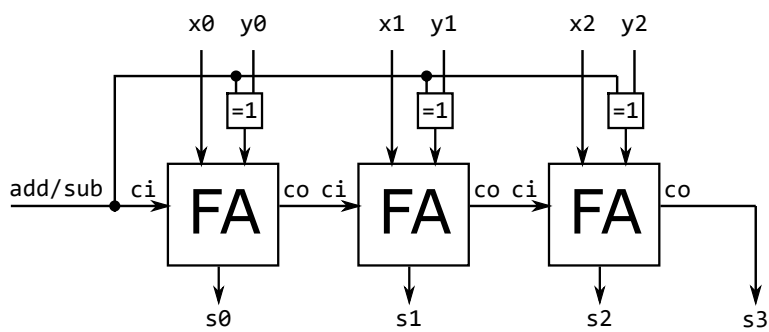 x0 y0 x1 y1 x2 y2
=1 =1 =1
add/sub ci FA co ci FA co ci FA co
s0 s1 s2 s3